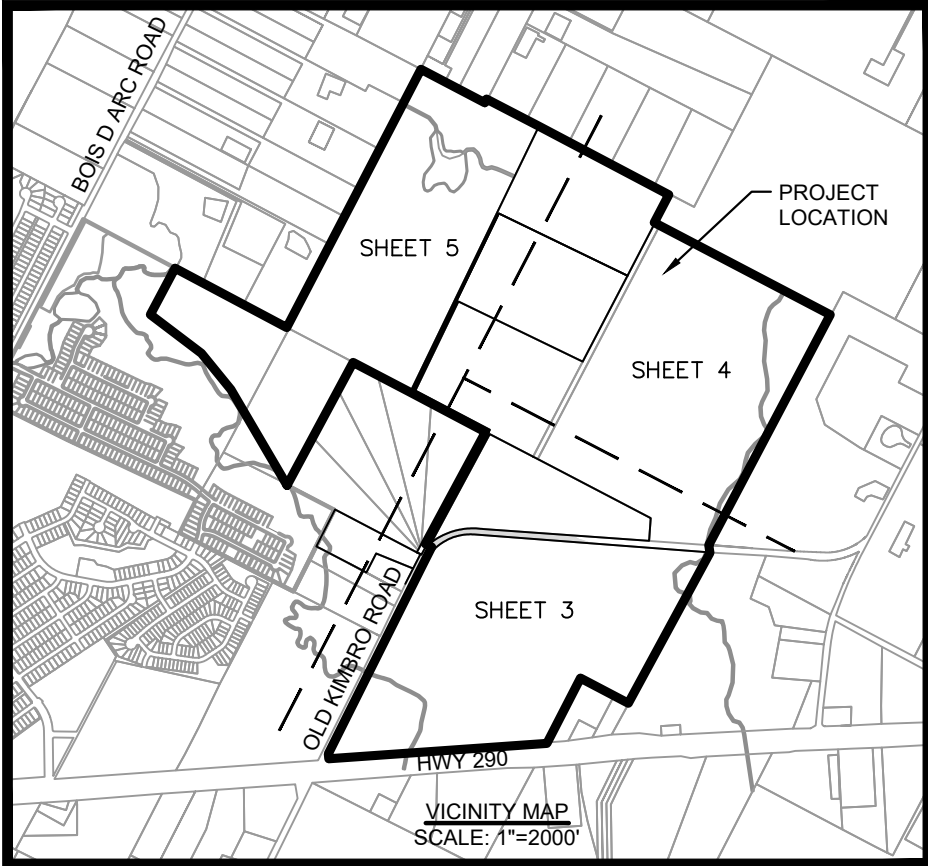 BOIS D ARC ROAD
PROJECT
LOCATION
SHEET 5
SHEET 4
SHEET 3
OLD KIMBRO ROAD
HWY 290
VICINITY MAP
SCALE: 1"=2000'